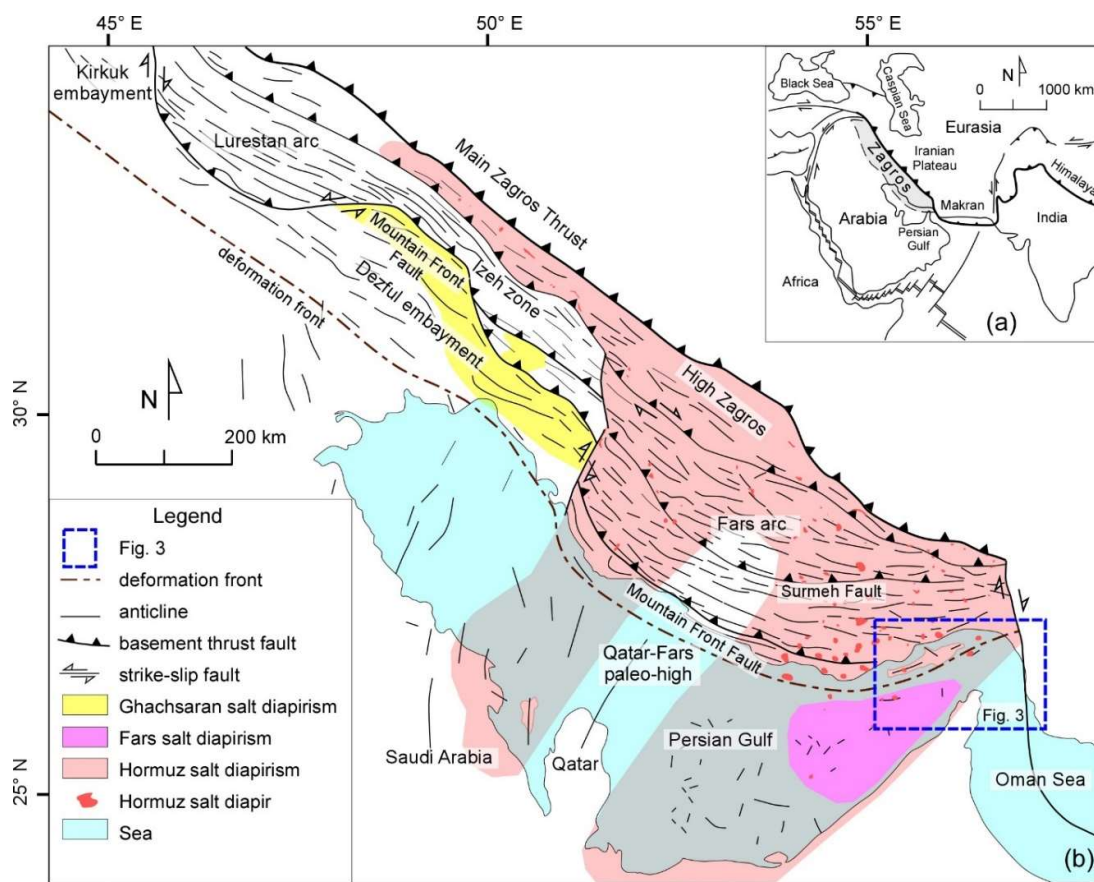 45° E
50° E
55° E
Kirkuk
embayment
Lurestan arc
Main Zagros Thrust
Mountain Front
Fault
Izeh zone
Dezful embayment
deformation front
High Zagros
30° N
N
0
200 km
Fars arc
Surmeh Fault
Mountain Front Fault
Qatar-Fars
paleo-high
Persian Gulf
Saudi Arabia
Qatar
Fig. 3
Oman Sea
25° N
(b)
Black Sea
Caspian Sea
N
0
1000 km
Eurasia
Iranian
Plateau
Zagros
Himalaya
Makran
Arabia
India
Persian
Gulf
Africa
(a)
Legend
Fig. 3
deformation front
anticline
basement thrust fault
strike-slip fault
Ghachsaran salt diapirism
Fars salt diapirism
Hormuz salt diapirism
Hormuz salt diapir
Sea